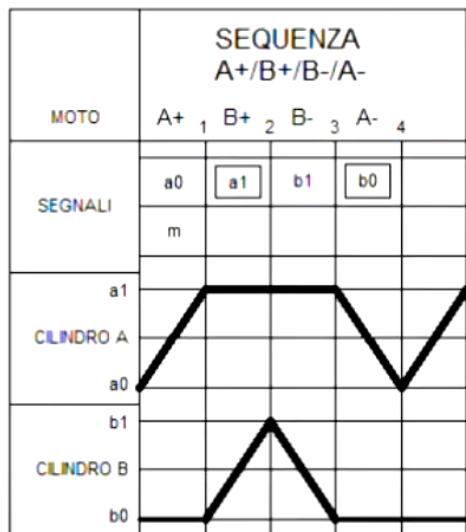 SEQUENZA
A+/B+/B-/A-
MOTO A+ 1 B+ 2 B- 3 A- 4
SEGNALI a0 a1 b1 b0
m
a1
CILINDRO A
a0
b1
CILINDRO B
b0